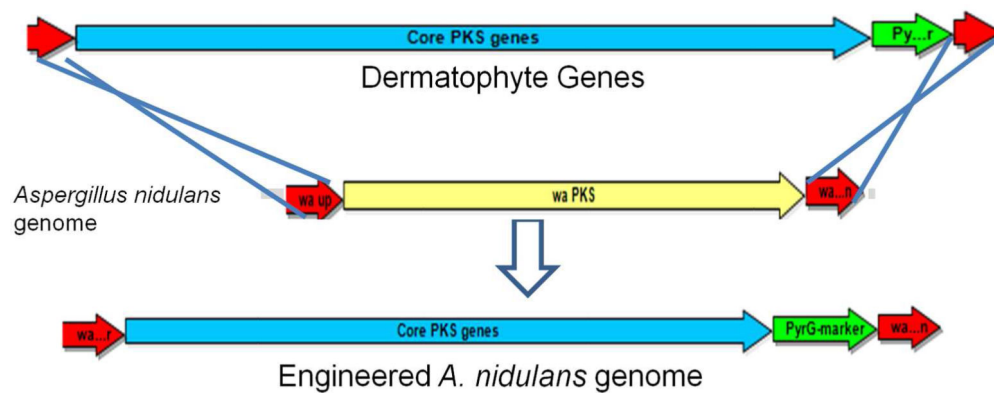 Core PKS genes
Py...r
Dermatophyte Genes
Aspergillus nidulans
genome
wa up
wa PKS
wa...n
wa...r
Core PKS genes
PyrG-marker
wa...n
Engineered A. nidulans genome